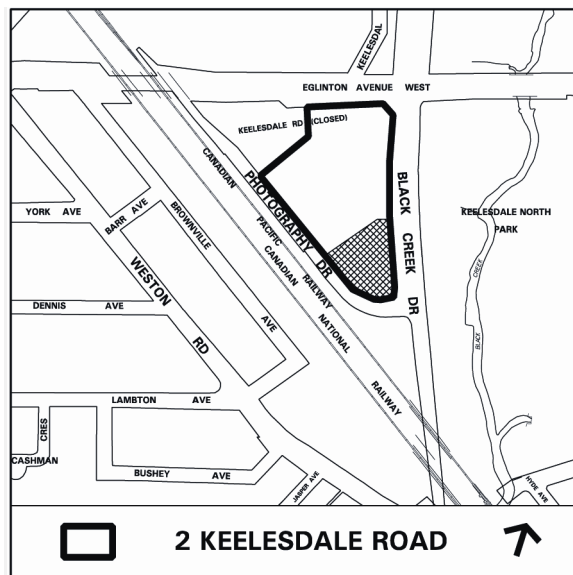 KEELESDAL
EGLINTON AVENUE WEST
KEELESDALE RD (CLOSED)
CANADIAN PACIFIC RAILWAY
PHOTOGRAPHY DR
BLACK CREEK DR
KEELESDALE NORTH
PARK
YORK AVE
BARR AVE
BROWNVILLE AVE
WESTON RD
CANADIAN NATIONAL RAILWAY
BLACK CREEK
DENNIS AVE
LAMBTON AVE
CRES
CASHMAN
BUSHEY AVE
JASPER AVE
HYDE AVE
2 KEELESDALE ROAD